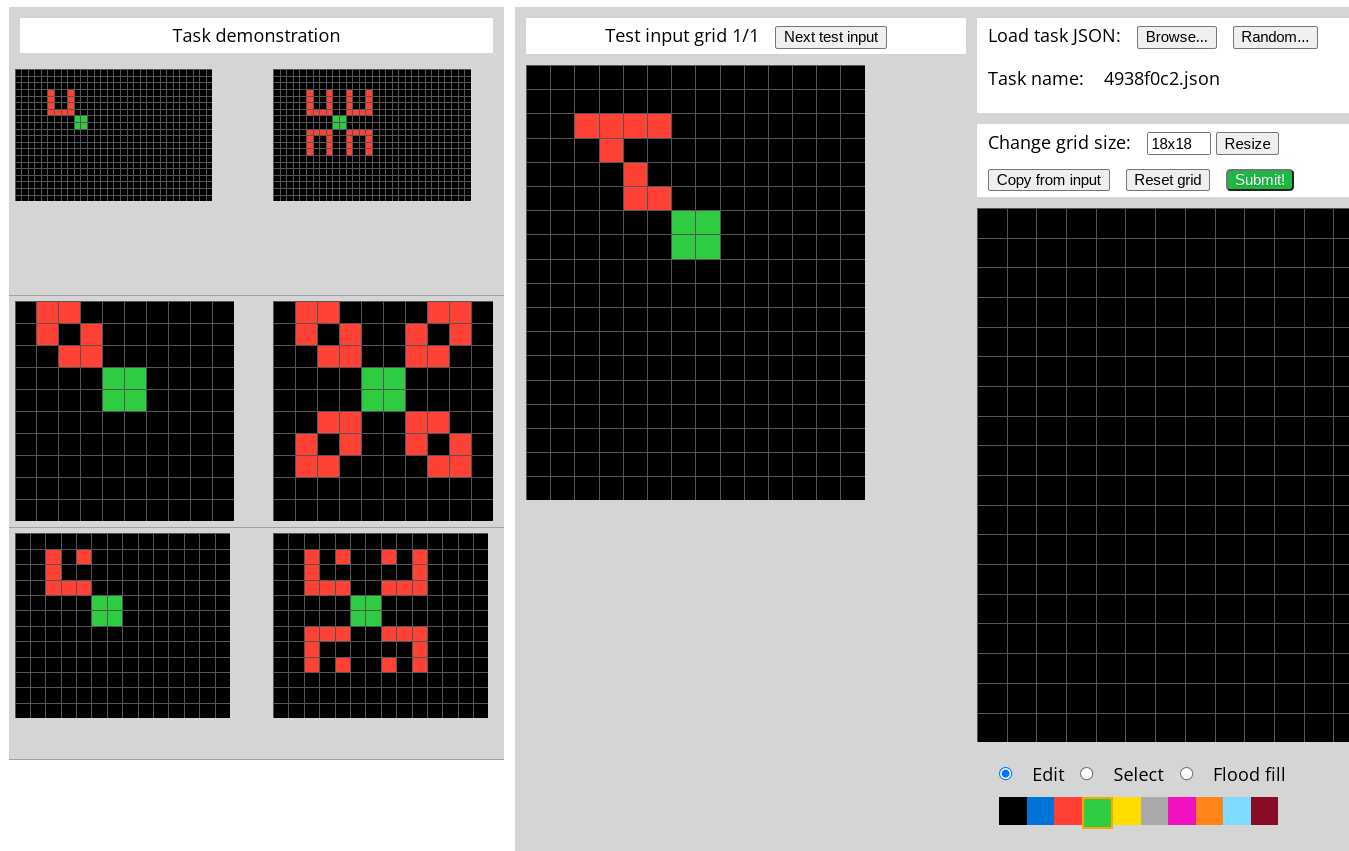 Task demonstration
Test input grid 1/1 Next test input
Load task JSON: Browse... Random...
Task name: 4938f0c2.json
Change grid size: 18x18 Resize
Copy from input Reset grid Submit!
Edit Select Flood fill